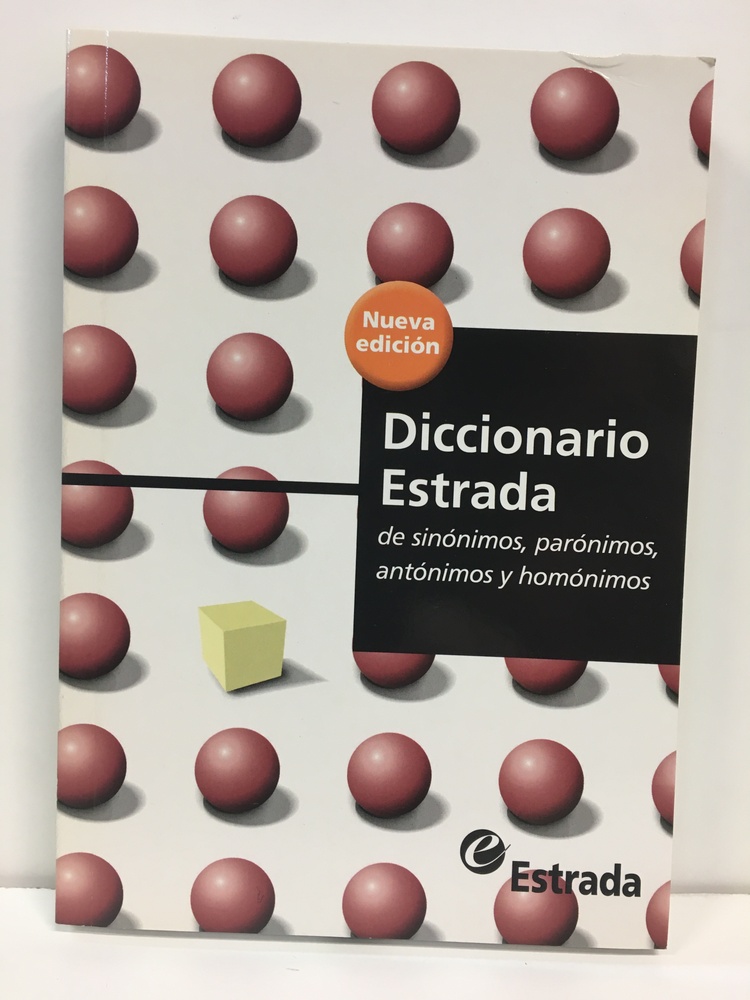 Nueva
edición
Diccionario
Estrada
de sinónimos, parónimos,
antónimos y homónimos
e
Estrada